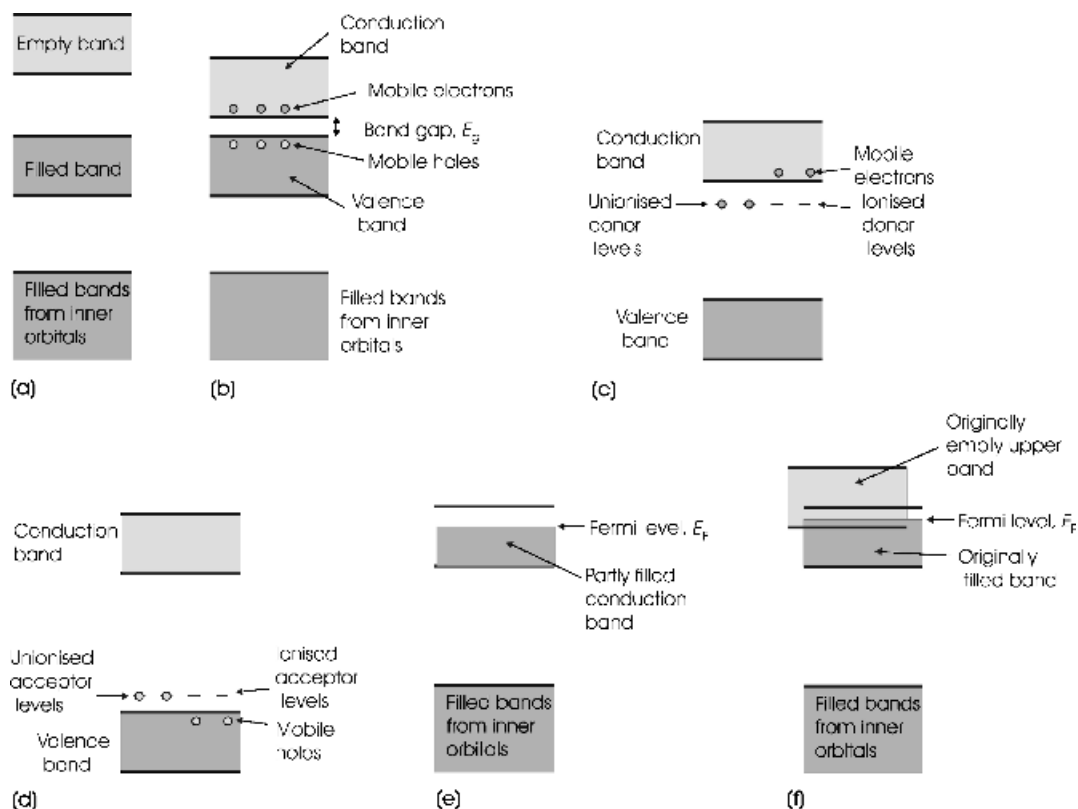 Empty band
Filled band
Filled bands
from inner
orbitals
(a)
Conduction
band
Mobile electrons
Band gap, Eg
Mobile holes
Valence
band
Filled bands
from inner
orbitals
(b)
Conduction
band
Mobile
electrons
Unionised
donor
levels
Ionised
donor
levels
Valence
band
(c)
Conduction
band
Unionised
acceptor
levels
Ionised
acceptor
levels
Valence
band
Mobile
holes
(d)
Fermi level, EF
Partly filled
conduction
band
Filled bands
from inner
orbitals
(e)
Originally
empty upper
band
Fermi level, EF
Originally
filled band
Filled bands
from inner
orbitals
(f)